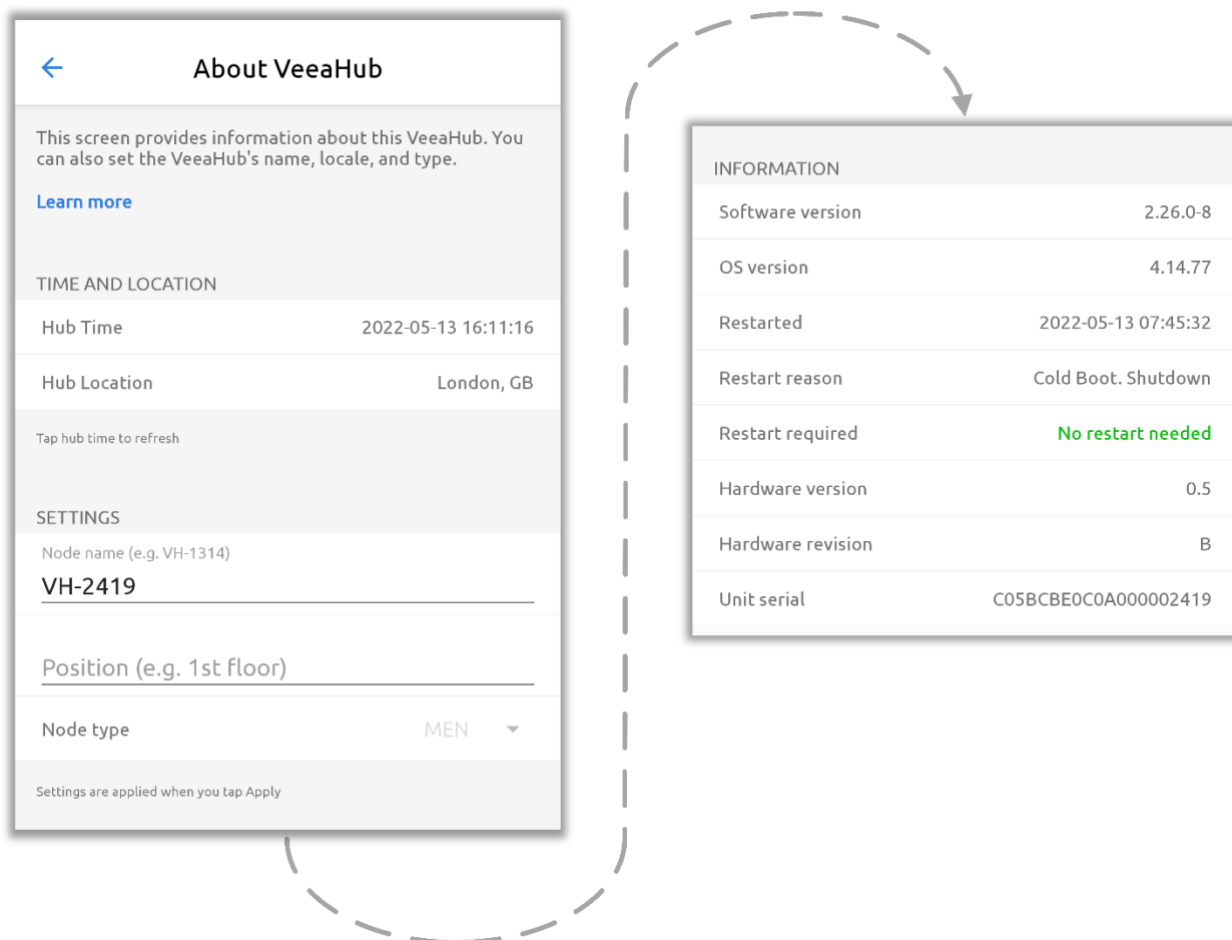 About VeeaHub
This screen provides information about this VeeaHub. You
can also set the VeeaHub's name, locale, and type.
Learn more
TIME AND LOCATION
Hub Time 2022-05-13 16:11:16
Hub Location London, GB
Tap hub time to refresh
SETTINGS
Node name (e.g. VH-1314)
VH-2419
Position (e.g. 1st floor)
Node type MEN
Settings are applied when you tap Apply
INFORMATION
Software version 2.26.0-8
OS version 4.14.77
Restarted 2022-05-13 07:45:32
Restart reason Cold Boot. Shutdown
Restart required No restart needed
Hardware version 0.5
Hardware revision B
Unit serial C05BCBE0C0A000002419